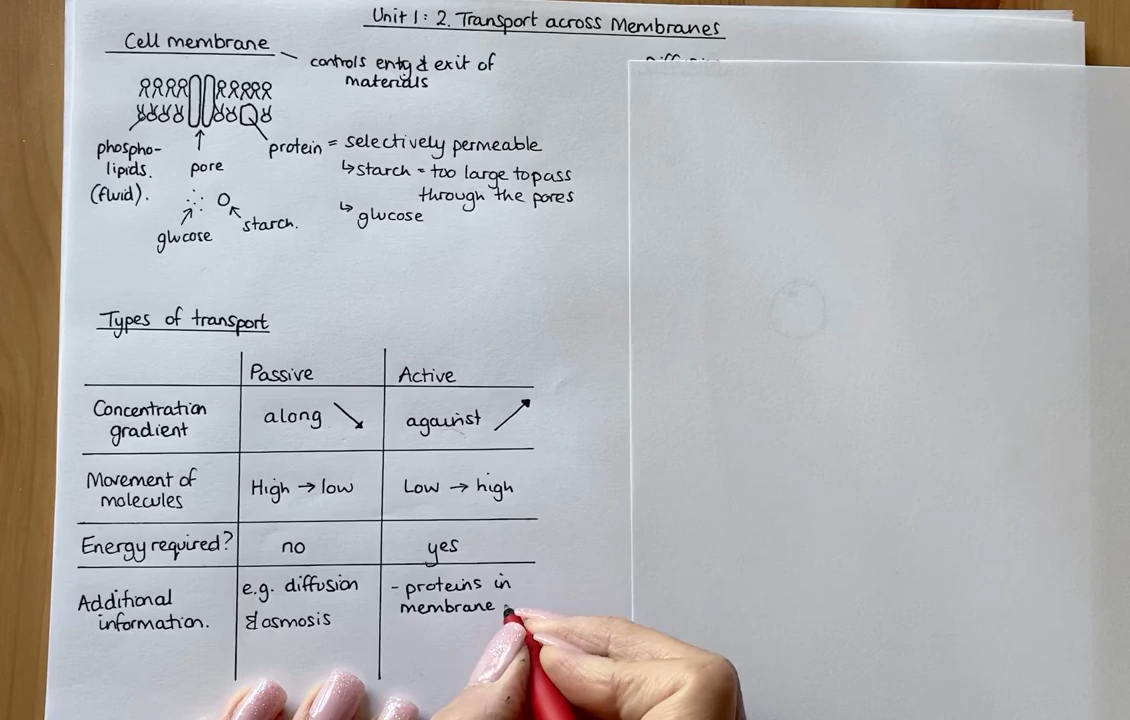 Unit 1: 2. Transport across Membranes
Cell membrane
controls entry & exit of
materials
phospho-
lipids.
(fluid).
pore
protein = selectively permeable
↳starch = too large to pass
through the pores
↳glucose
glucose
starch.
Types of transport
Passive Active
Concentration
gradient
along ↘ against ↗
Movement of
molecules
High → low Low → high
Energy required? no yes
Additional
information.
e.g. diffusion
& osmosis
- proteins in
membrane